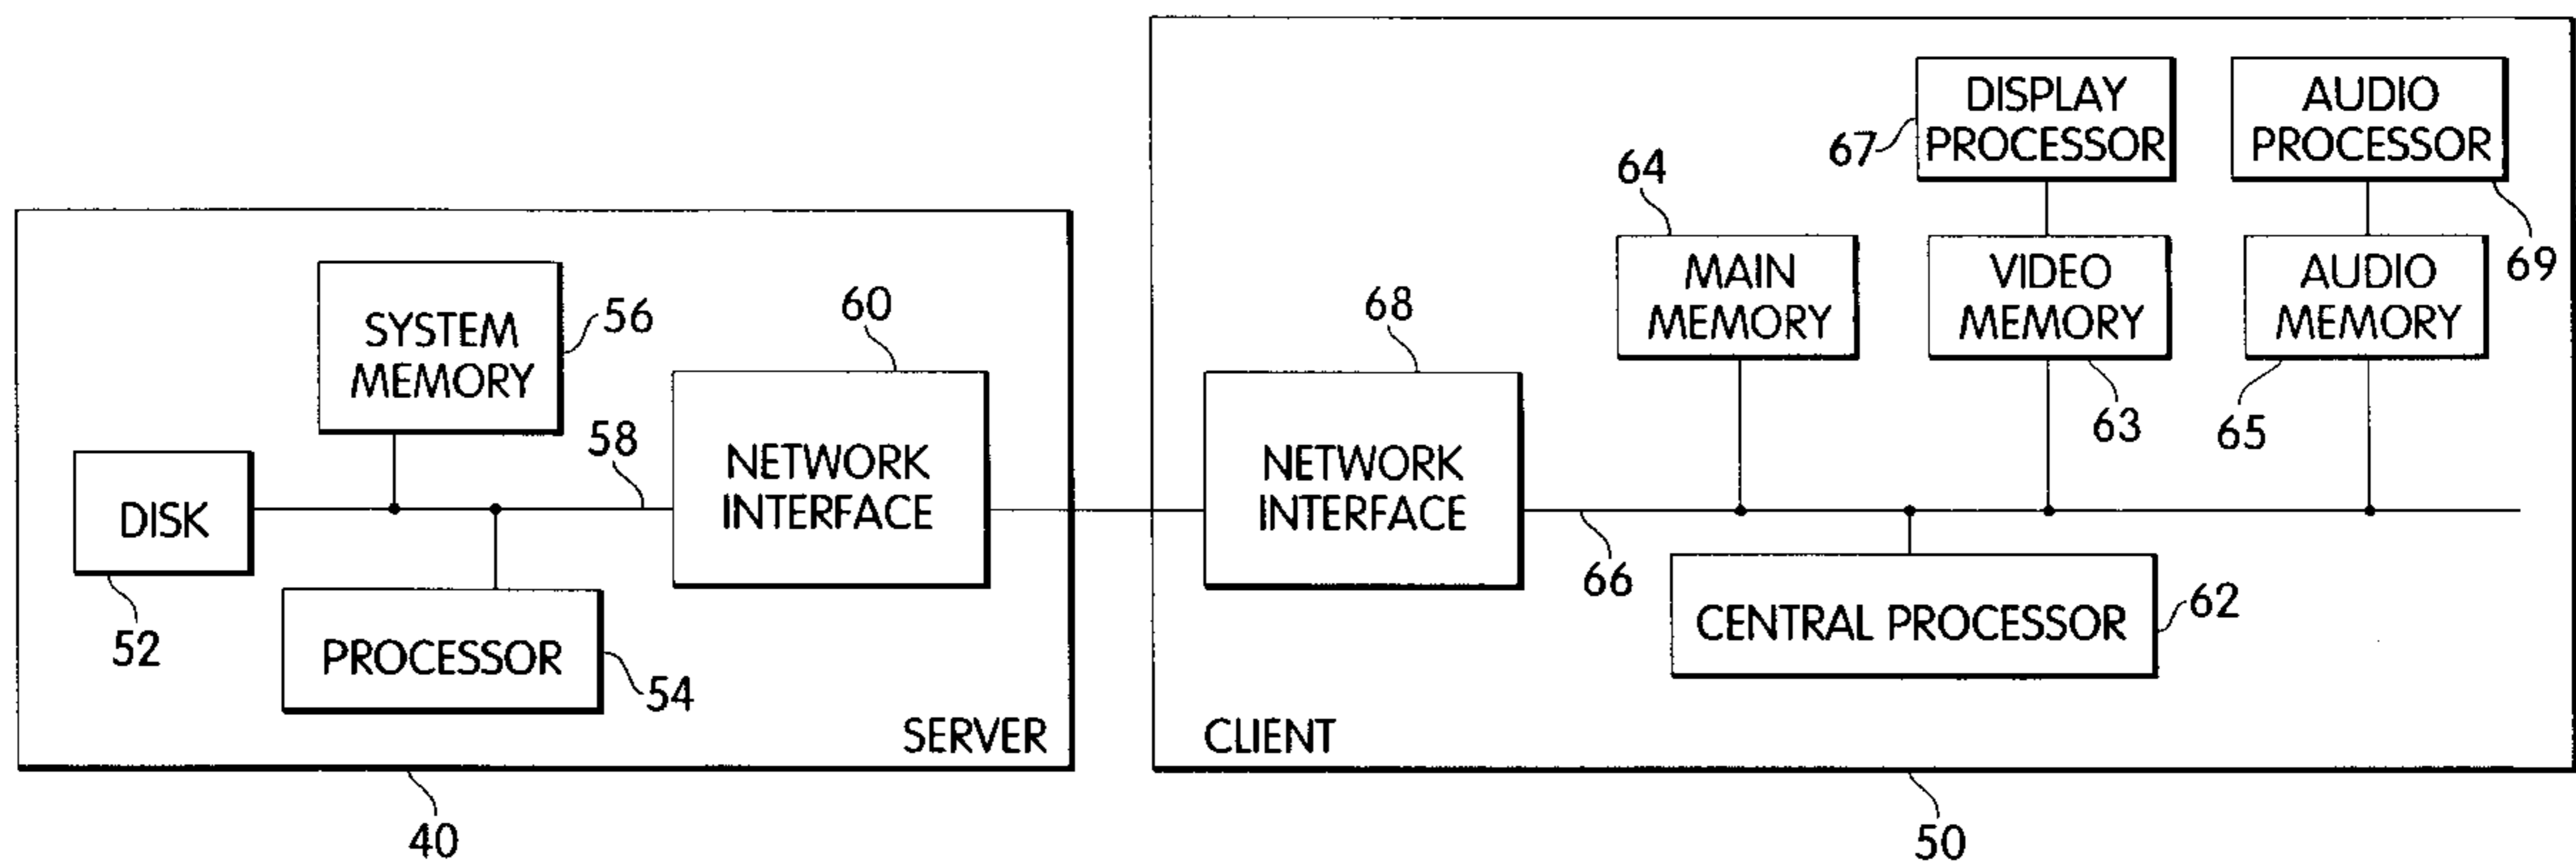 DISPLAY
PROCESSOR
67
AUDIO
PROCESSOR
69
64
MAIN
MEMORY
VIDEO
MEMORY
63
AUDIO
MEMORY
65
SYSTEM
MEMORY
56
60
NETWORK
INTERFACE
68
NETWORK
INTERFACE
58
DISK
52
PROCESSOR
54
66
CENTRAL PROCESSOR
62
SERVER
CLIENT
40
50